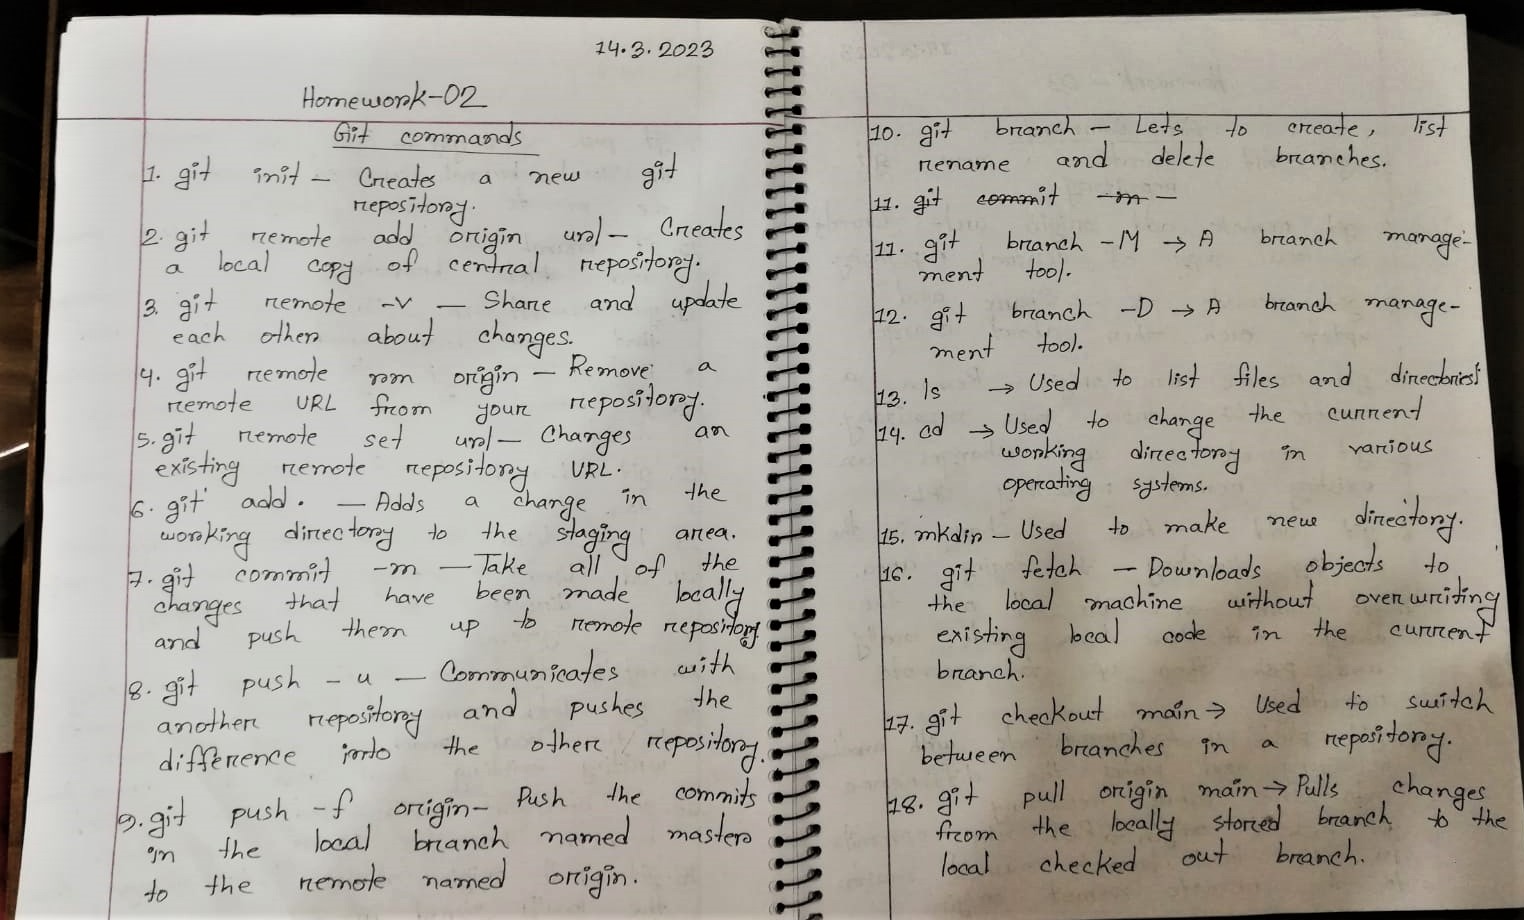 14.3.2023
Homework-02
Git commands
1. git init — Creates a new git
repository.
2. git remote add origin url — Creates
a local copy of central repository.
3. git remote -v — Share and update
each other about changes.
4. git remote rm origin — Remove a
remote URL from your repository.
5. git remote set url — Changes an
existing remote repository URL.
6. git add . — Adds a change in the
working directory to the staging area.
7. git commit -m — Take all of the
changes that have been made locally
and push them up to remote repository
8. git push -u — Communicates with
another repository and pushes the
difference into the other repository.
9. git push -f origin — Push the commits
in the local branch named master
to the remote named origin.
10. git branch — Lets to create, list
rename and delete branches.
11. git commit -m —
11. git branch -M → A branch manage-
ment tool.
12. git branch -D → A branch manage-
ment tool.
13. ls → Used to list files and directories.
14. cd → Used to change the current
working directory in various
operating systems.
15. mkdir — Used to make new directory.
16. git fetch — Downloads objects to
the local machine without overwriting
existing local code in the current
branch.
17. git checkout main → Used to switch
between branches in a repository.
18. git pull origin main → Pulls changes
from the locally stored branch to the
local checked out branch.